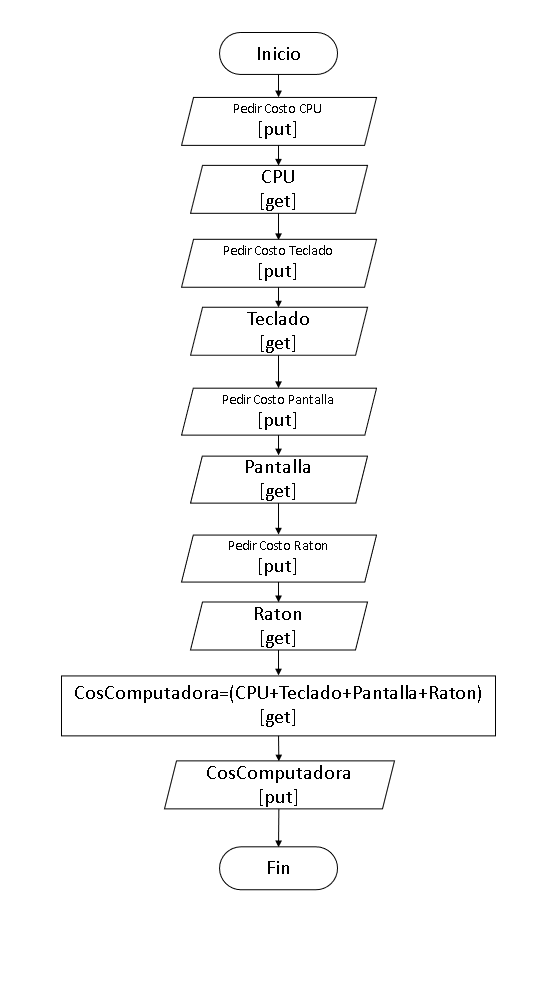 Inicio
Pedir Costo CPU
[put]
CPU
[get]
Pedir Costo Teclado
[put]
Teclado
[get]
Pedir Costo Pantalla
[put]
Pantalla
[get]
Pedir Costo Raton
[put]
Raton
[get]
CosComputadora=(CPU+Teclado+Pantalla+Raton)
[get]
CosComputadora
[put]
Fin